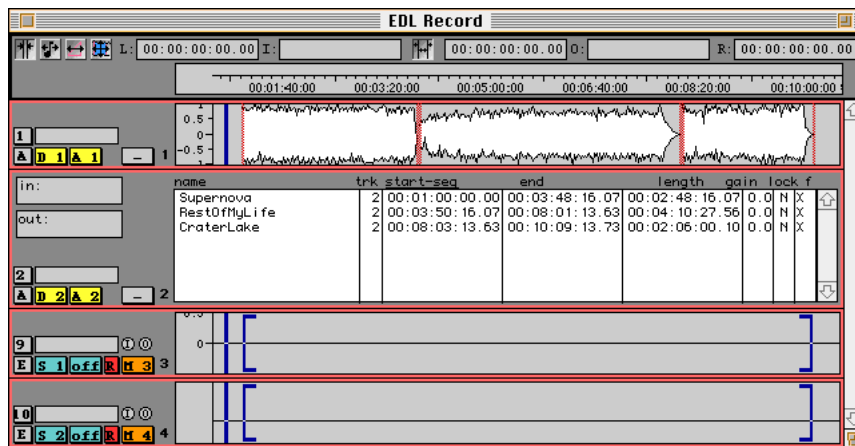 EDL Record
L: 00:00:00:00.00 I: 00:00:00:00.00 O: R: 00:00:00:00.00
00:01:40:00 00:03:20:00 00:05:00:00 00:06:40:00 00:08:20:00 00:10:00:00
1
0.5
0
-0.5
1
A D 1 A 1 — 1
in:
out:
name trk start-seq end length gain lock f
Supernova 2 00:01:00:00.00 00:03:48:16.07 00:02:48:16.07 0.0 N X
RestOfMyLife 2 00:03:50:16.07 00:08:01:13.63 00:04:10:27.56 0.0 N X
CraterLake 2 00:08:03:13.63 00:10:09:13.73 00:02:06:00.10 0.0 N X
2
A D 2 A 2 — 2
0.5
9 I O 0
E S 1 off R M 3 3
10 I O
E S 2 off R M 4 4